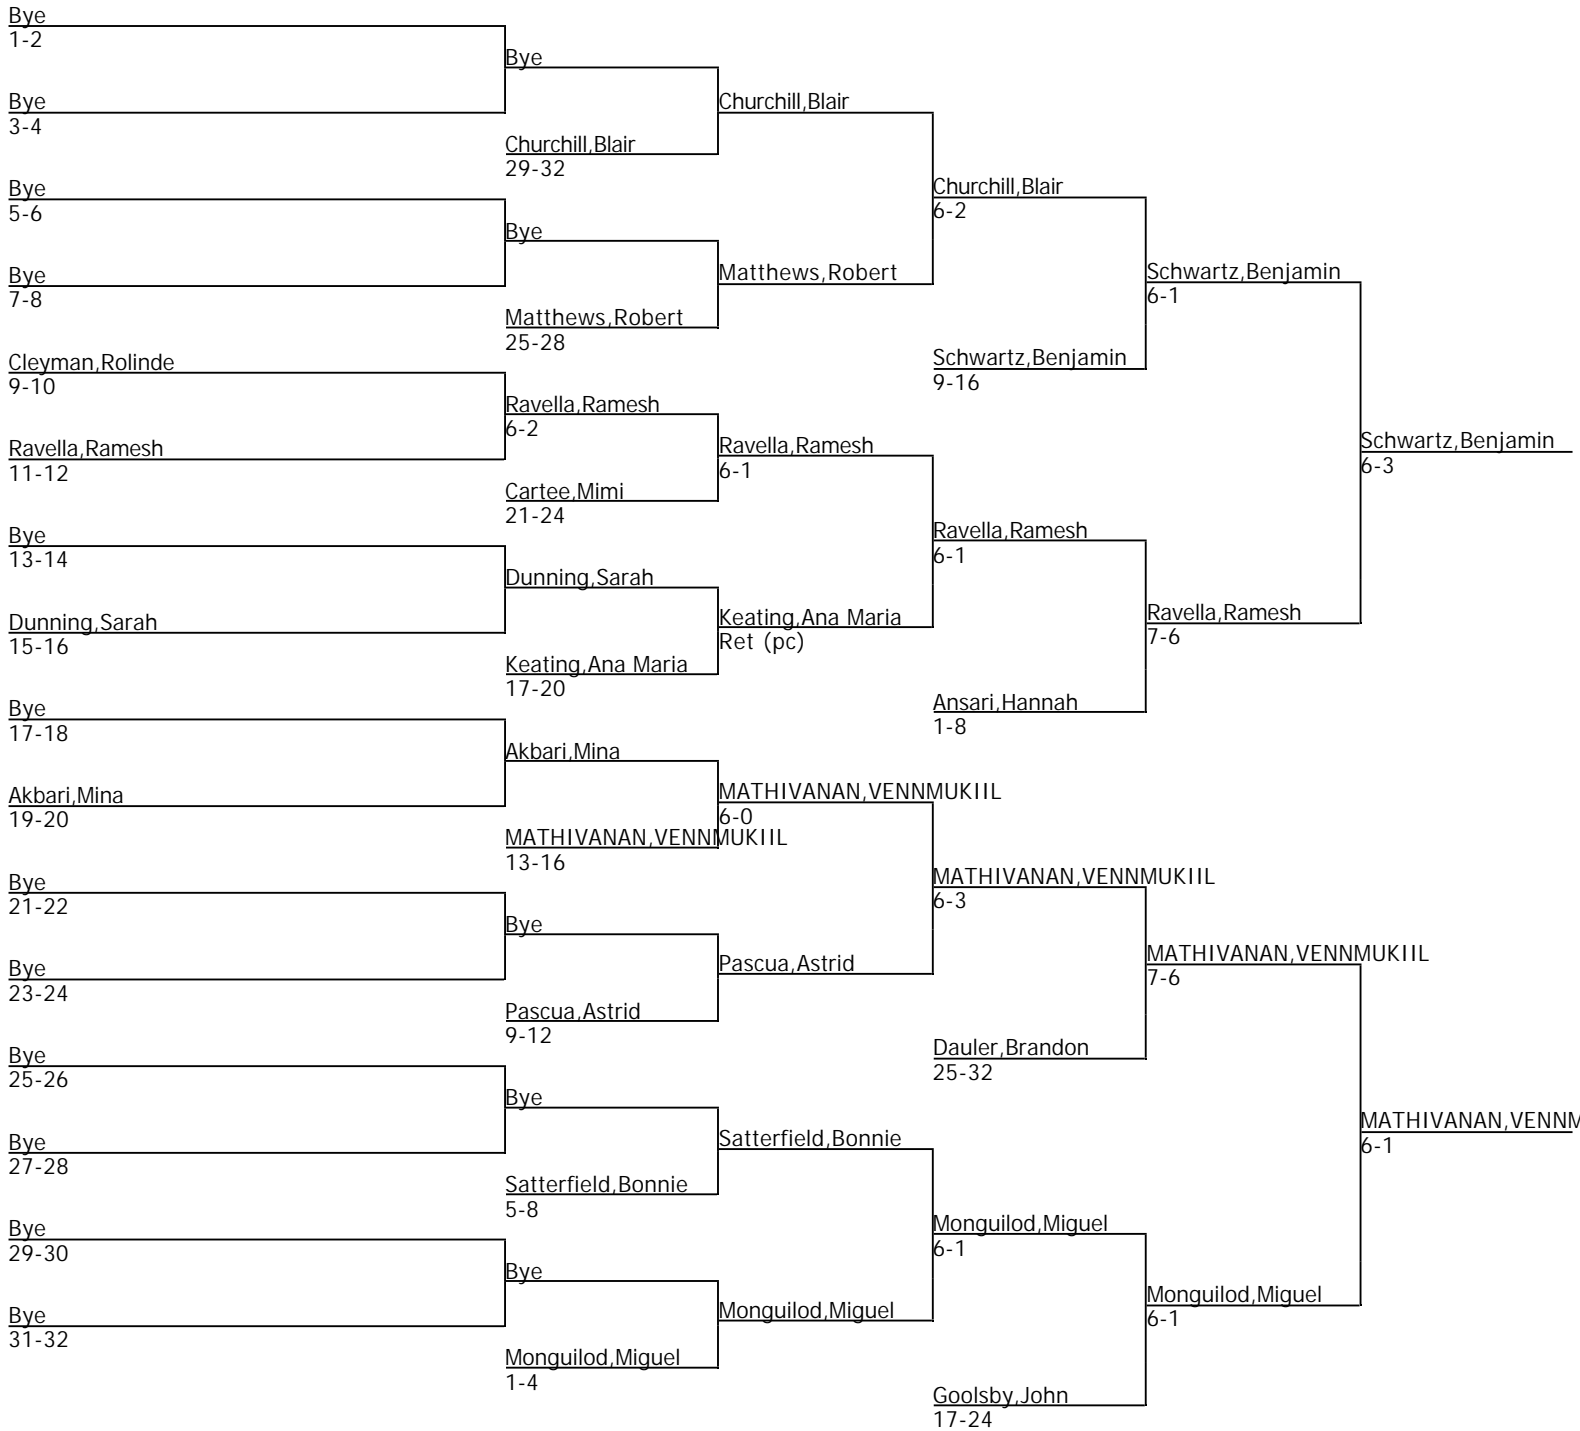 Bye
1-2
Bye
3-4
Bye
5-6
Bye
7-8
Cleyman,Rolinde
9-10
Ravella,Ramesh
11-12
Bye
13-14
Dunning,Sarah
15-16
Bye
17-18
Akbari,Mina
19-20
Bye
21-22
Bye
23-24
Bye
25-26
Bye
27-28
Bye
29-30
Bye
31-32
Bye
Churchill,Blair
29-32
Bye
Matthews,Robert
25-28
Ravella,Ramesh
6-2
Cartee,Mimi
21-24
Dunning,Sarah
Keating,Ana Maria
17-20
Akbari,Mina
MATHIVANAN,VENNMUKIIL
13-16
Bye
Pascua,Astrid
9-12
Bye
Satterfield,Bonnie
5-8
Bye
Monguilod,Miguel
1-4
Churchill,Blair
Matthews,Robert
Ravella,Ramesh
6-1
Keating,Ana Maria
Ret (pc)
MATHIVANAN,VENNMUKIIL
6-0
Pascua,Astrid
Satterfield,Bonnie
Monguilod,Miguel
Churchill,Blair
6-2
Schwartz,Benjamin
9-16
Ravella,Ramesh
6-1
Ansari,Hannah
1-8
MATHIVANAN,VENNMUKIIL
6-3
Dauler,Brandon
25-32
Monguilod,Miguel
6-1
Goolsby,John
17-24
Schwartz,Benjamin
6-1
Ravella,Ramesh
7-6
MATHIVANAN,VENNMUKIIL
7-6
Monguilod,Miguel
6-1
Schwartz,Benjamin
6-3
MATHIVANAN,VENNM
6-1